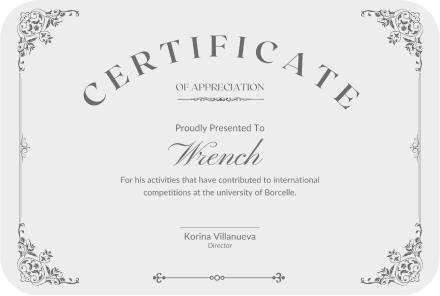 CERTIFICATE
OF APPRECIATION
Proudly Presented To
Wrench
For his activities that have contributed to international
competitions at the university of Borcelle.
Korina Villanueva
Director